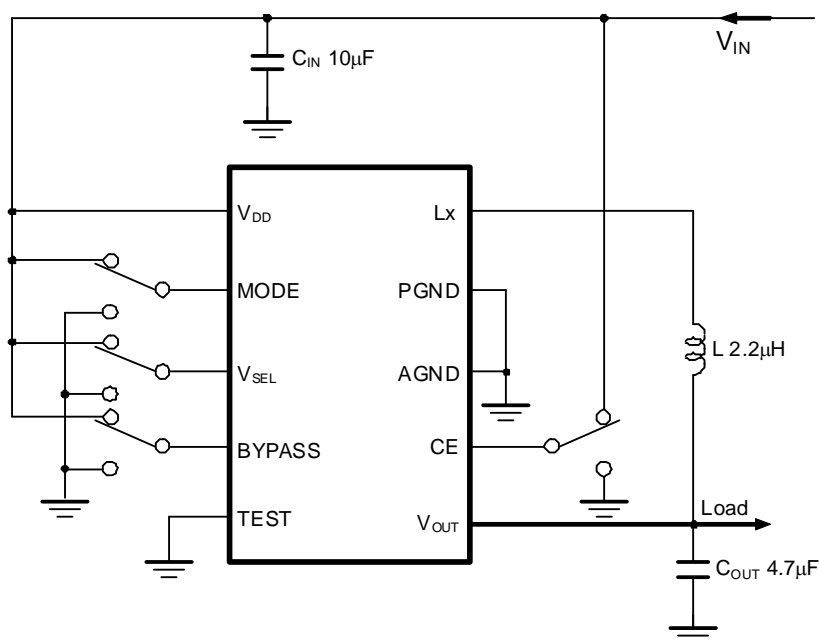 V_IN
C_IN 10μF
V_DD
Lx
MODE
PGND
L 2.2μH
V_SEL
AGND
BYPASS
CE
TEST
V_OUT
Load
C_OUT 4.7μF